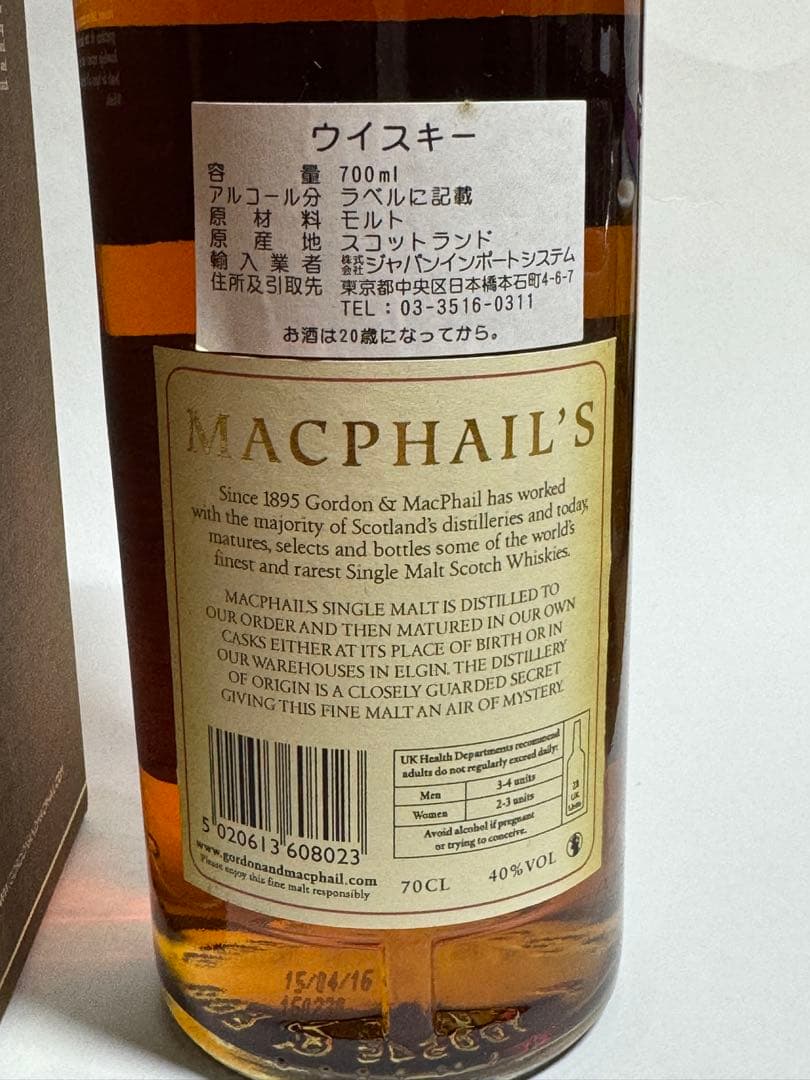 ウイスキー
容量 700ml
アルコール分 ラベルに記載
原材料 モルト
原産地 スコットランド
輸入業者 株式会社ジャパンインポートシステム
住所及引取先 東京都中央区日本橋本石町4-6-7
TEL：03-3516-0311
お酒は20歳になってから。
MACPHAIL'S
Since 1895 Gordon & MacPhail has worked
with the majority of Scotland's distilleries and today,
matures, selects and bottles some of the world's
finest and rarest Single Malt Scotch Whiskies.
MACPHAIL'S SINGLE MALT IS DISTILLED TO
OUR ORDER AND THEN MATURED IN OUR OWN
CASKS EITHER AT ITS PLACE OF BIRTH OR IN
OUR WAREHOUSES IN ELGIN. THE DISTILLERY
OF ORIGIN IS A CLOSELY GUARDED SECRET
GIVING THIS FINE MALT AN AIR OF MYSTERY.
UK Health Departments recommend
adults do not regularly exceed daily:
Men 3-4 units
Women 2-3 units
Avoid alcohol if pregnant
or trying to conceive.
28
UK
Units
5 020613 608023
www.gordonandmacphail.com
Please enjoy this fine malt responsibly
70CL 40%VOL
15/04/16